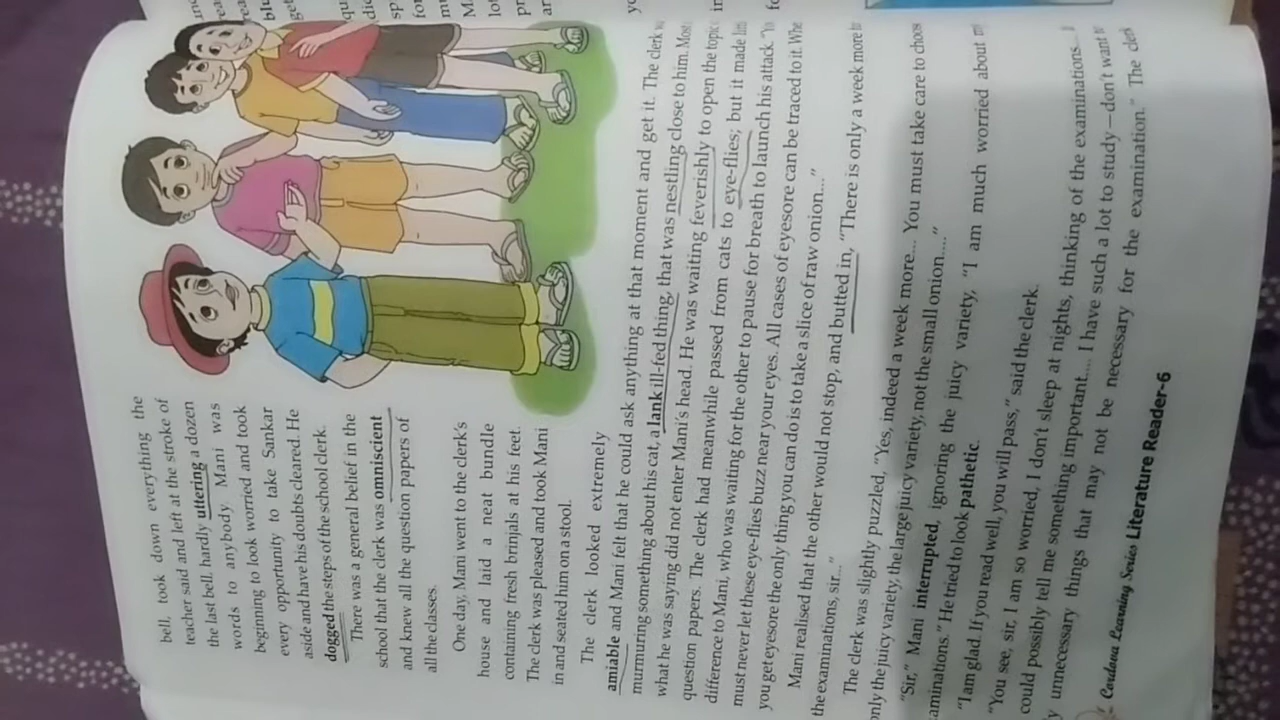 bell, took down everything the
teacher said and left at the stroke of
the last bell, hardly uttering a dozen
words to anybody. Mani was
beginning to look worried and took
every opportunity to take Sankar
aside and have his doubts cleared. He
dogged the steps of the school clerk.
There was a general belief in the
school that the clerk was omniscient
and knew all the question papers of
all the classes.
One day, Mani went to the clerk's
house and laid a neat bundle
containing fresh brinjals at his feet.
The clerk was pleased and took Mani
in and seated him on a stool.
The clerk looked extremely
amiable and Mani felt that he could ask anything at that moment and get it. The clerk
murmuring something about his cat, a lank ill-fed thing, that was nestling close to him. Most
what he was saying did not enter Mani's head. He was waiting feverishly to open the topic
question papers. The clerk had meanwhile passed from cats to eye-flies; but it made
difference to Mani, who was waiting for the other to pause for breath to launch his attack.
must never let these eye-flies buzz near your eyes. All cases of eyesore can be traced to it. Whe
you get eyesore the only thing you can do is to take a slice of raw onion..."
Mani realised that the other would not stop, and butted in, "There is only a week more
the examinations, sir..."
The clerk was slightly puzzled, "Yes, indeed a week more... You must take care to choos
only the juicy variety, the large juicy variety, not the small onion...."
"Sir," Mani interrupted, ignoring the juicy variety, "I am much worried about
aminations." He tried to look pathetic.
"I am glad. If you read well, you will pass," said the clerk.
"You see, sir, I am so worried, I don't sleep at nights, thinking of the examinations...
could possibly tell me something important.... I have such a lot to study—don't want
y unnecessary things that may not be necessary for the examination." The clerk
Cordova Learning Series Literature Reader-6